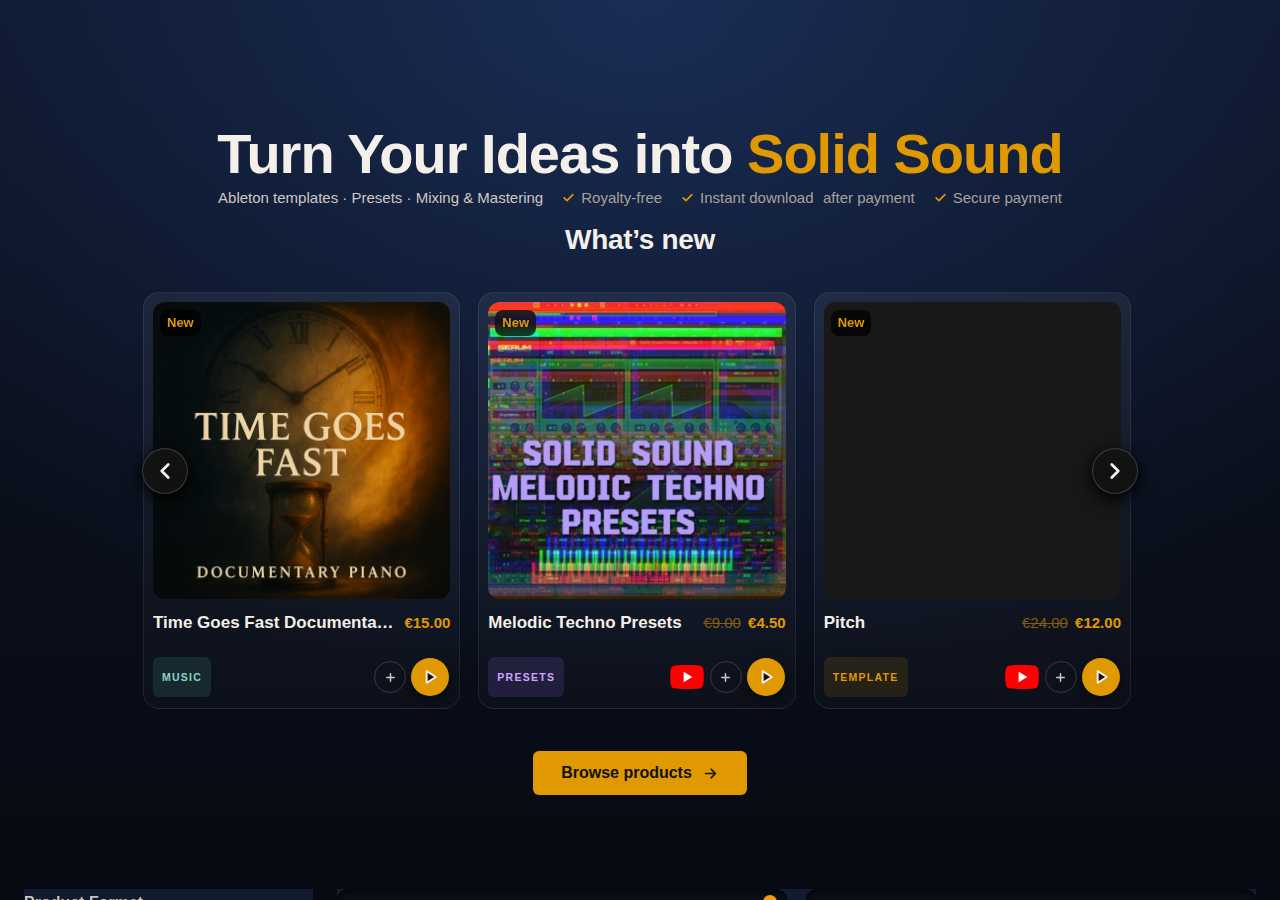 Turn Your Ideas into Solid Sound
Ableton templates · Presets · Mixing & Mastering Royalty-free Instant download after payment Secure payment
What’s new
New
TIME GOES
FAST
DOCUMENTARY PIANO
Time Goes Fast Documenta… €15.00
MUSIC
New
SERUM
SOLID SOUND
MELODIC TECHNO
PRESETS
Melodic Techno Presets €9.00 €4.50
PRESETS
New
Pitch €24.00 €12.00
TEMPLATE
Browse products
Product Format